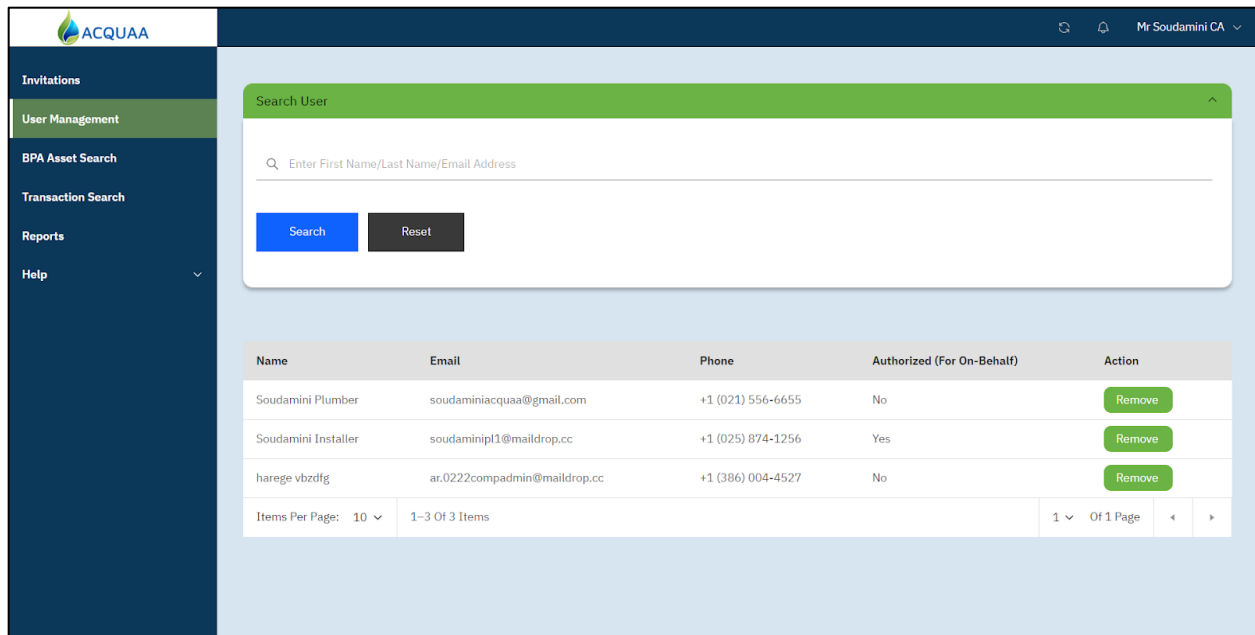 ACQUAA
Mr Soudamini CA
Invitations
User Management
BPA Asset Search
Transaction Search
Reports
Help
Search User
Enter First Name/Last Name/Email Address
Search Reset
Name Email Phone Authorized (For On-Behalf) Action
Soudamini Plumber soudaminiacquaa@gmail.com +1 (021) 556-6655 No Remove
Soudamini Installer soudaminipl1@maildrop.cc +1 (025) 874-1256 Yes Remove
harege vbzdfg ar.0222compadmin@maildrop.cc +1 (386) 004-4527 No Remove
Items Per Page: 10 1–3 Of 3 Items 1 Of 1 Page